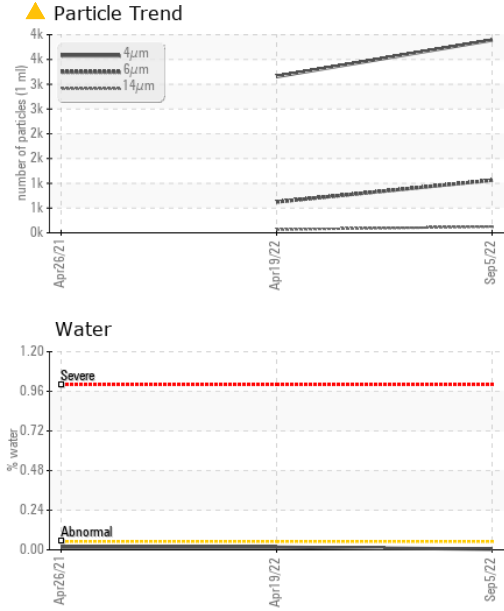 Particle Trend
4k
4k
3k
3k
2k
2k
1k
1k
0k
number of particles (1 ml)
4µm
6µm
14µm
Apr26/21
Apr19/22
Sep5/22
Water
1.20
0.96
0.72
0.48
0.24
0.00
% water
Severe
Abnormal
Apr26/21
Apr19/22
Sep5/22